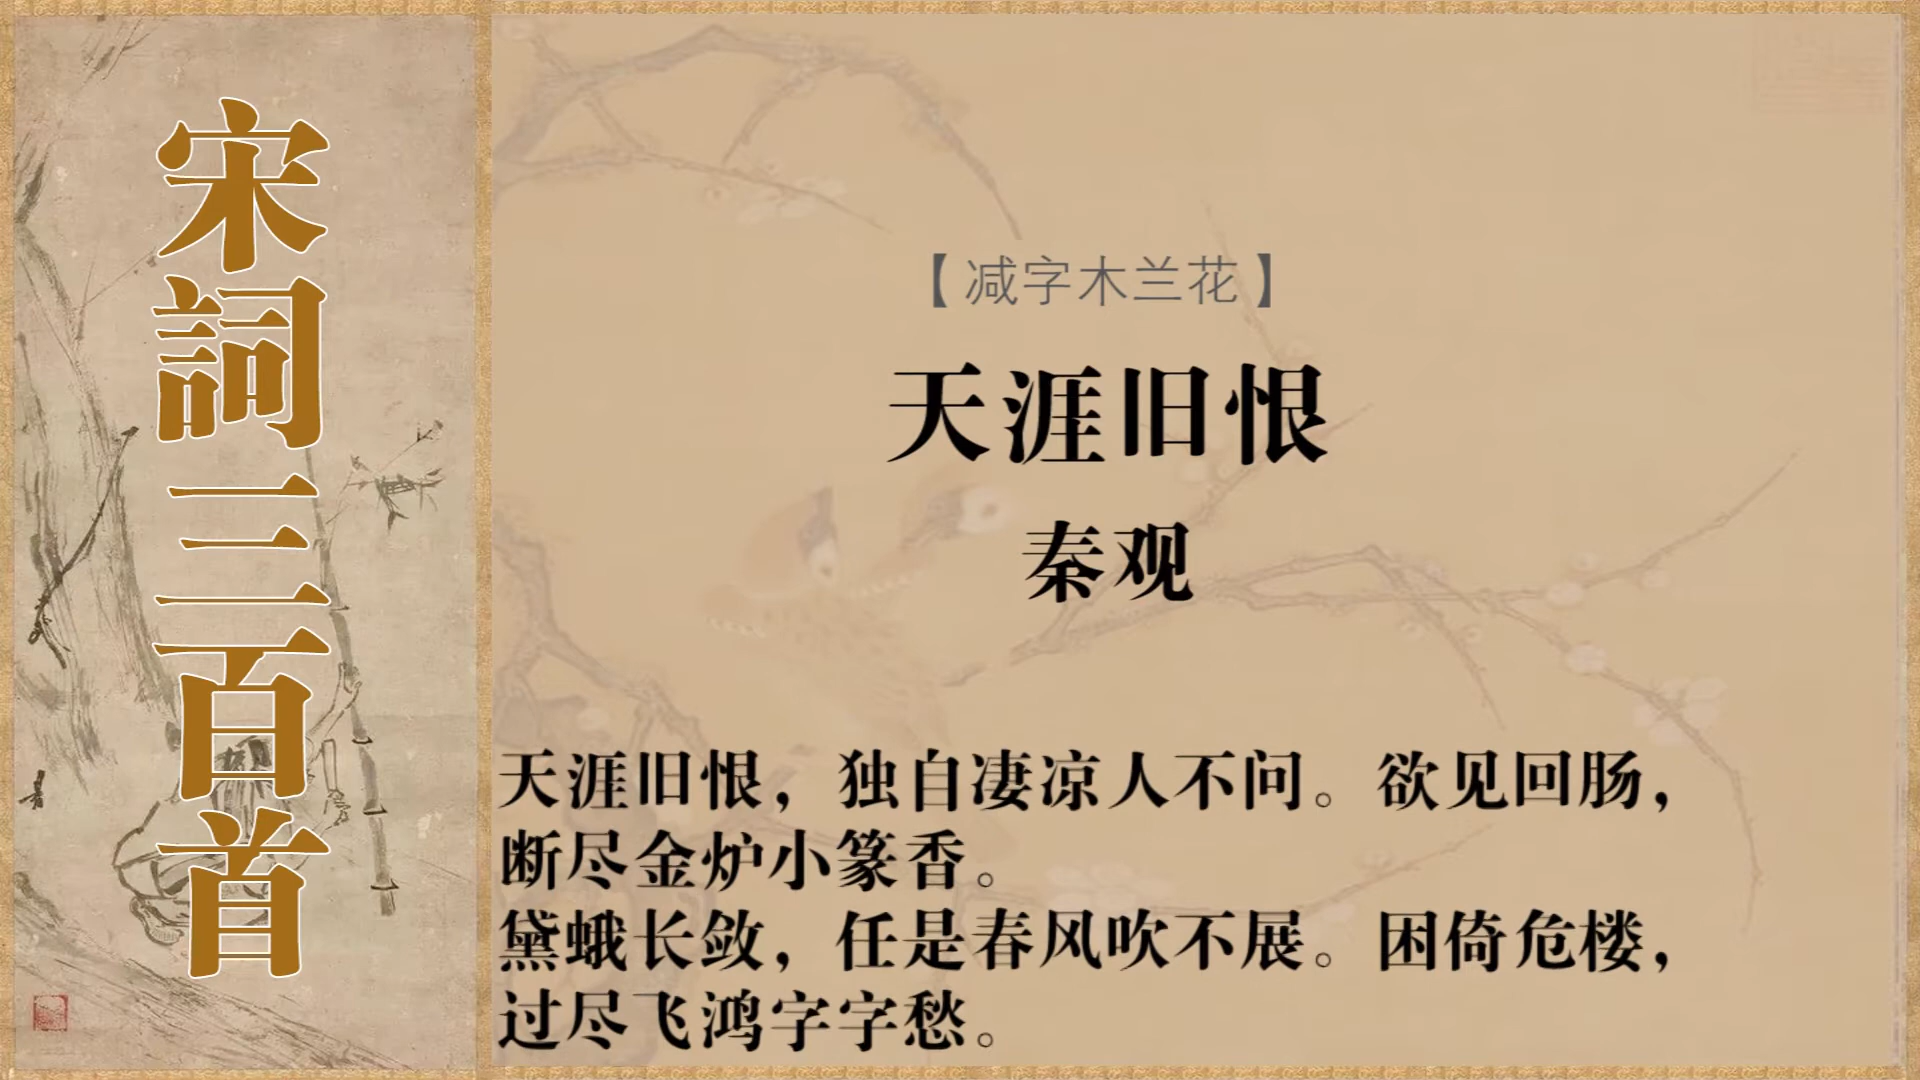 宋詞三百首
【减字木兰花】
天涯旧恨
秦观
天涯旧恨，独自凄凉人不问。欲见回肠，
断尽金炉小篆香。
黛蛾长敛，任是春风吹不展。困倚危楼，
过尽飞鸿字字愁。